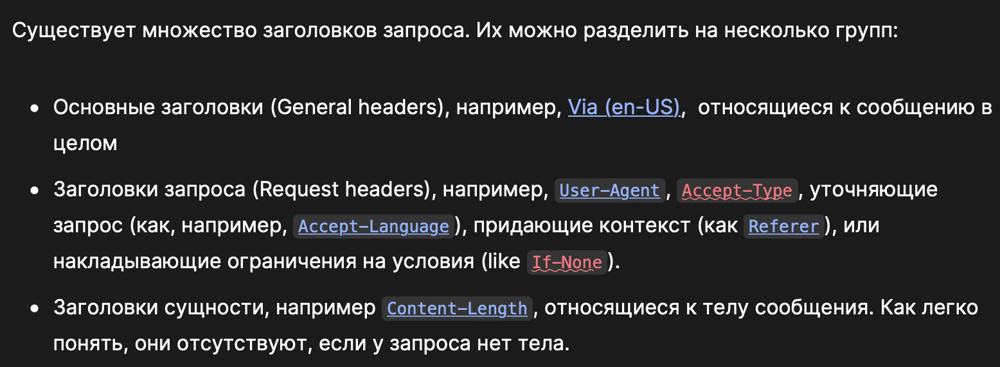 Существует множество заголовков запроса. Их можно разделить на несколько групп:
• Основные заголовки (General headers), например, Via (en-US),  относящиеся к сообщению в
целом
• Заголовки запроса (Request headers), например, User-Agent, Accept-Type, уточняющие
запрос (как, например, Accept-Language), придающие контекст (как Referer), или
накладывающие ограничения на условия (like If-None).
• Заголовки сущности, например Content-Length, относящиеся к телу сообщения. Как легко
понять, они отсутствуют, если у запроса нет тела.